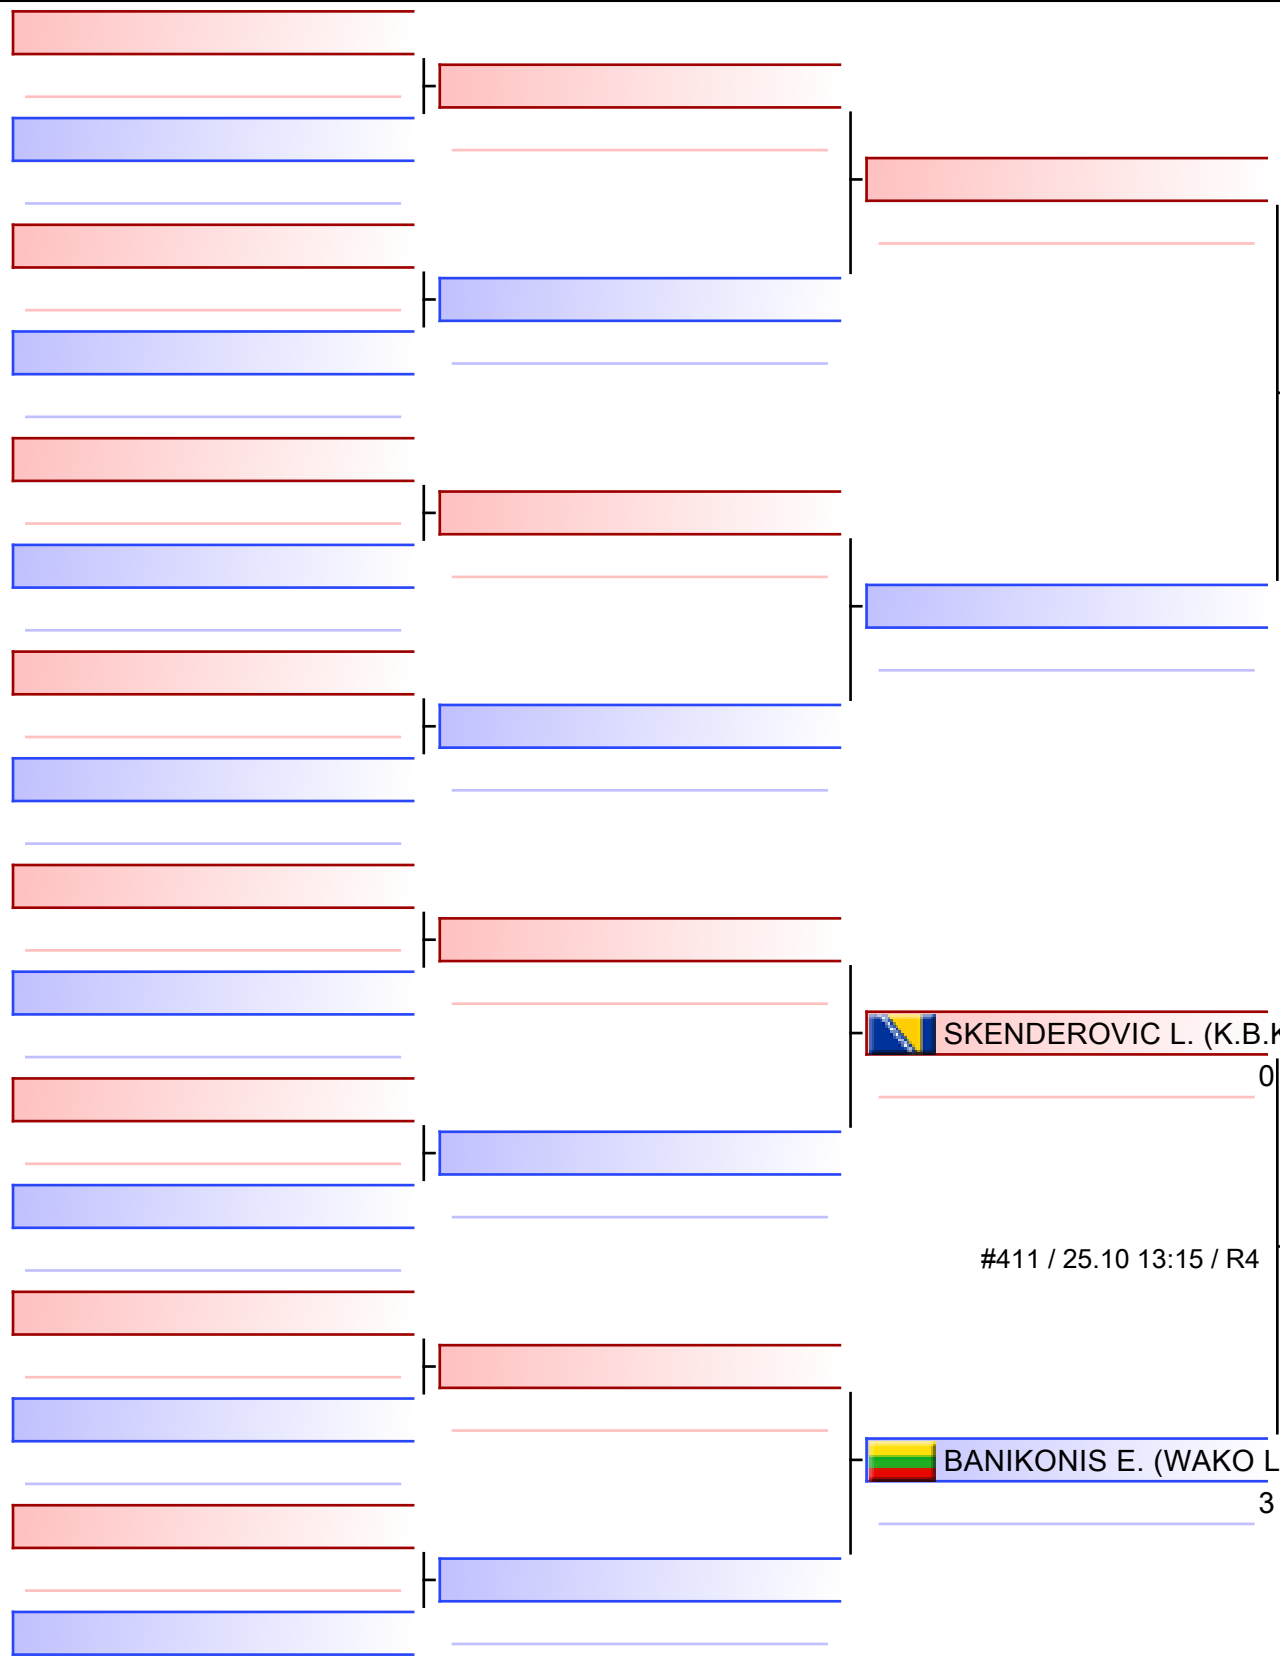 SKENDEROVIC L. (K.B.K
0
#411 / 25.10 13:15 / R4
BANIKONIS E. (WAKO L
3